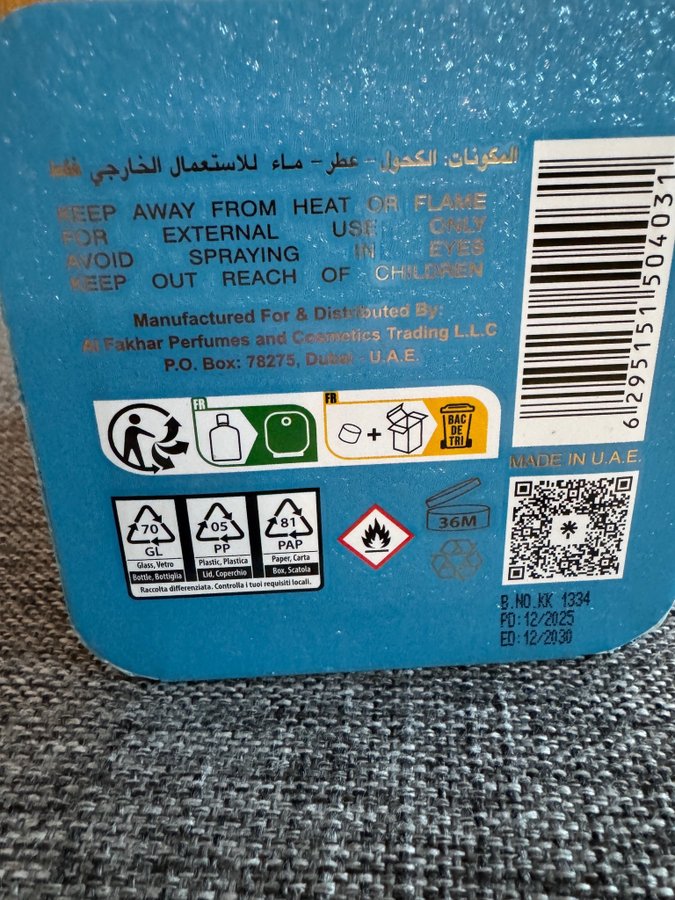 المكونات: الكحول - عطر - ماء للاستعمال الخارجي فقط
KEEP AWAY FROM HEAT OR FLAME
FOR EXTERNAL USE ONLY
AVOID SPRAYING IN EYES
KEEP OUT REACH OF CHILDREN
Manufactured For & Distributed By:
Al Fakhar Perfumes and Cosmetics Trading L.L.C
P.O. Box: 78275, Dubai - U.A.E.
6 295151 504031
FR
FR
BAC
DE
TRI
MADE IN U.A.E.
70
GL
Glass, Vetro
Bottle, Bottiglia
05
PP
Plastic, Plastica
Lid, Coperchio
81
PAP
Paper, Carta
Box, Scatola
Raccolta differenziata. Controlla i tuoi requisiti locali.
36M
B.NO.KK 1334
PD:12/2025
ED:12/2030